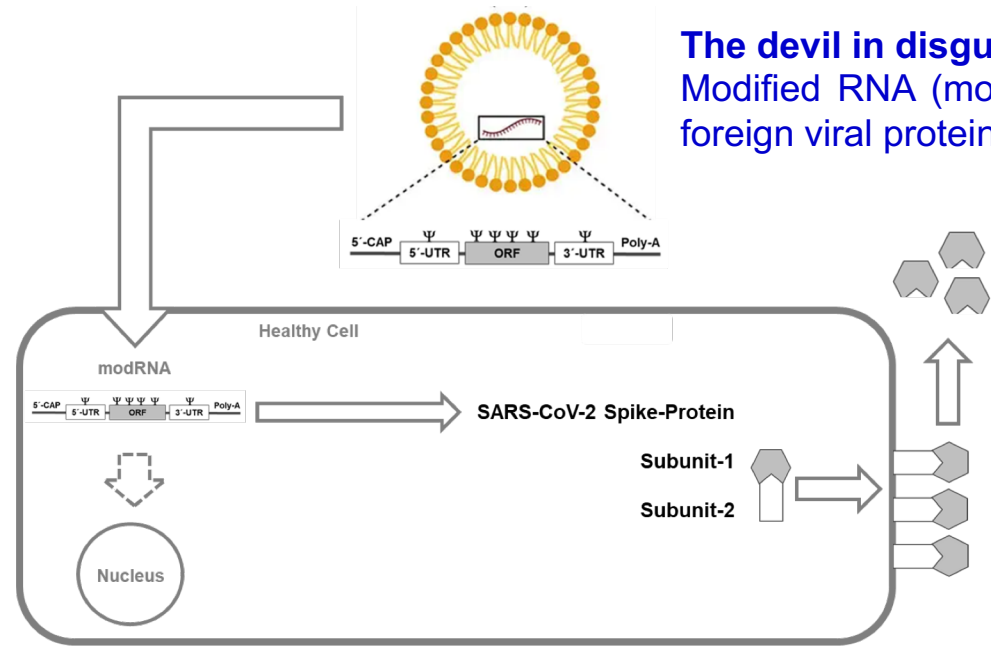 The devil in disgu
Modified RNA (mo
foreign viral protein
5´-CAP Ψ Ψ Ψ Ψ Ψ Ψ Poly-A
5´-UTR ORF 3´-UTR
Healthy Cell
modRNA
5´-CAP Ψ Ψ Ψ Ψ Ψ Ψ Poly-A
5´-UTR ORF 3´-UTR
SARS-CoV-2 Spike-Protein
Subunit-1
Subunit-2
Nucleus